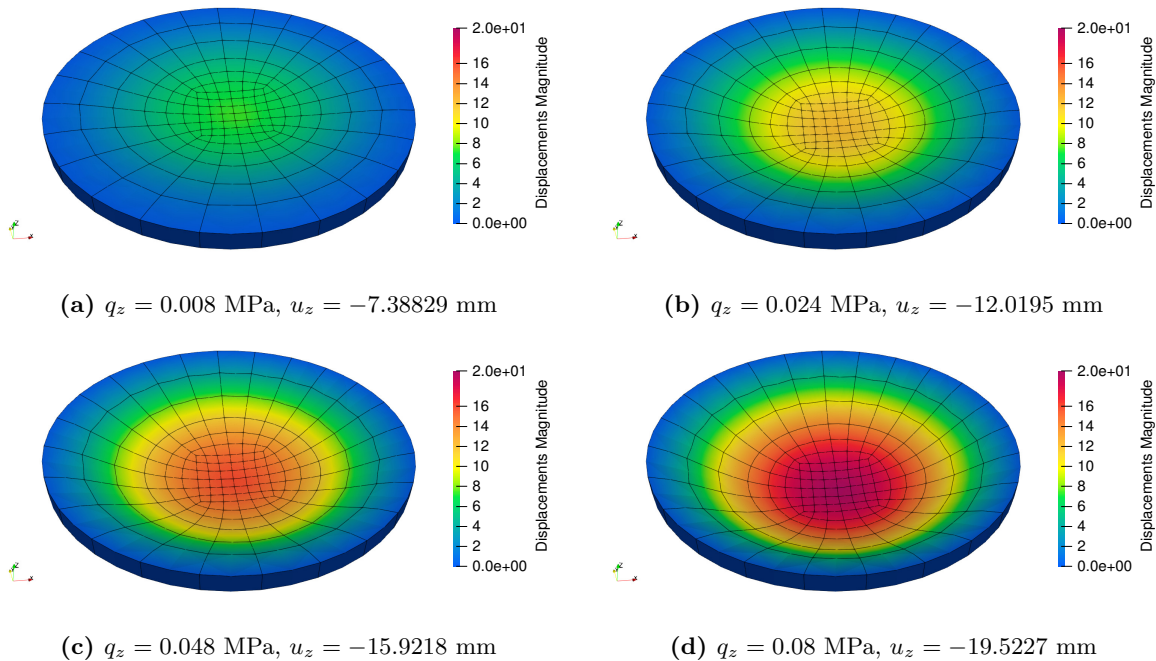 2.0e+01
16
14
12
10
8
6
4
2
0.0e+00
Displacements Magnitude
Z
X
(a) q_z = 0.008 MPa, u_z = −7.38829 mm
2.0e+01
16
14
12
10
8
6
4
2
0.0e+00
Displacements Magnitude
Z
X
(b) q_z = 0.024 MPa, u_z = −12.0195 mm
2.0e+01
16
14
12
10
8
6
4
2
0.0e+00
Displacements Magnitude
Z
X
(c) q_z = 0.048 MPa, u_z = −15.9218 mm
2.0e+01
16
14
12
10
8
6
4
2
0.0e+00
Displacements Magnitude
Z
X
(d) q_z = 0.08 MPa, u_z = −19.5227 mm